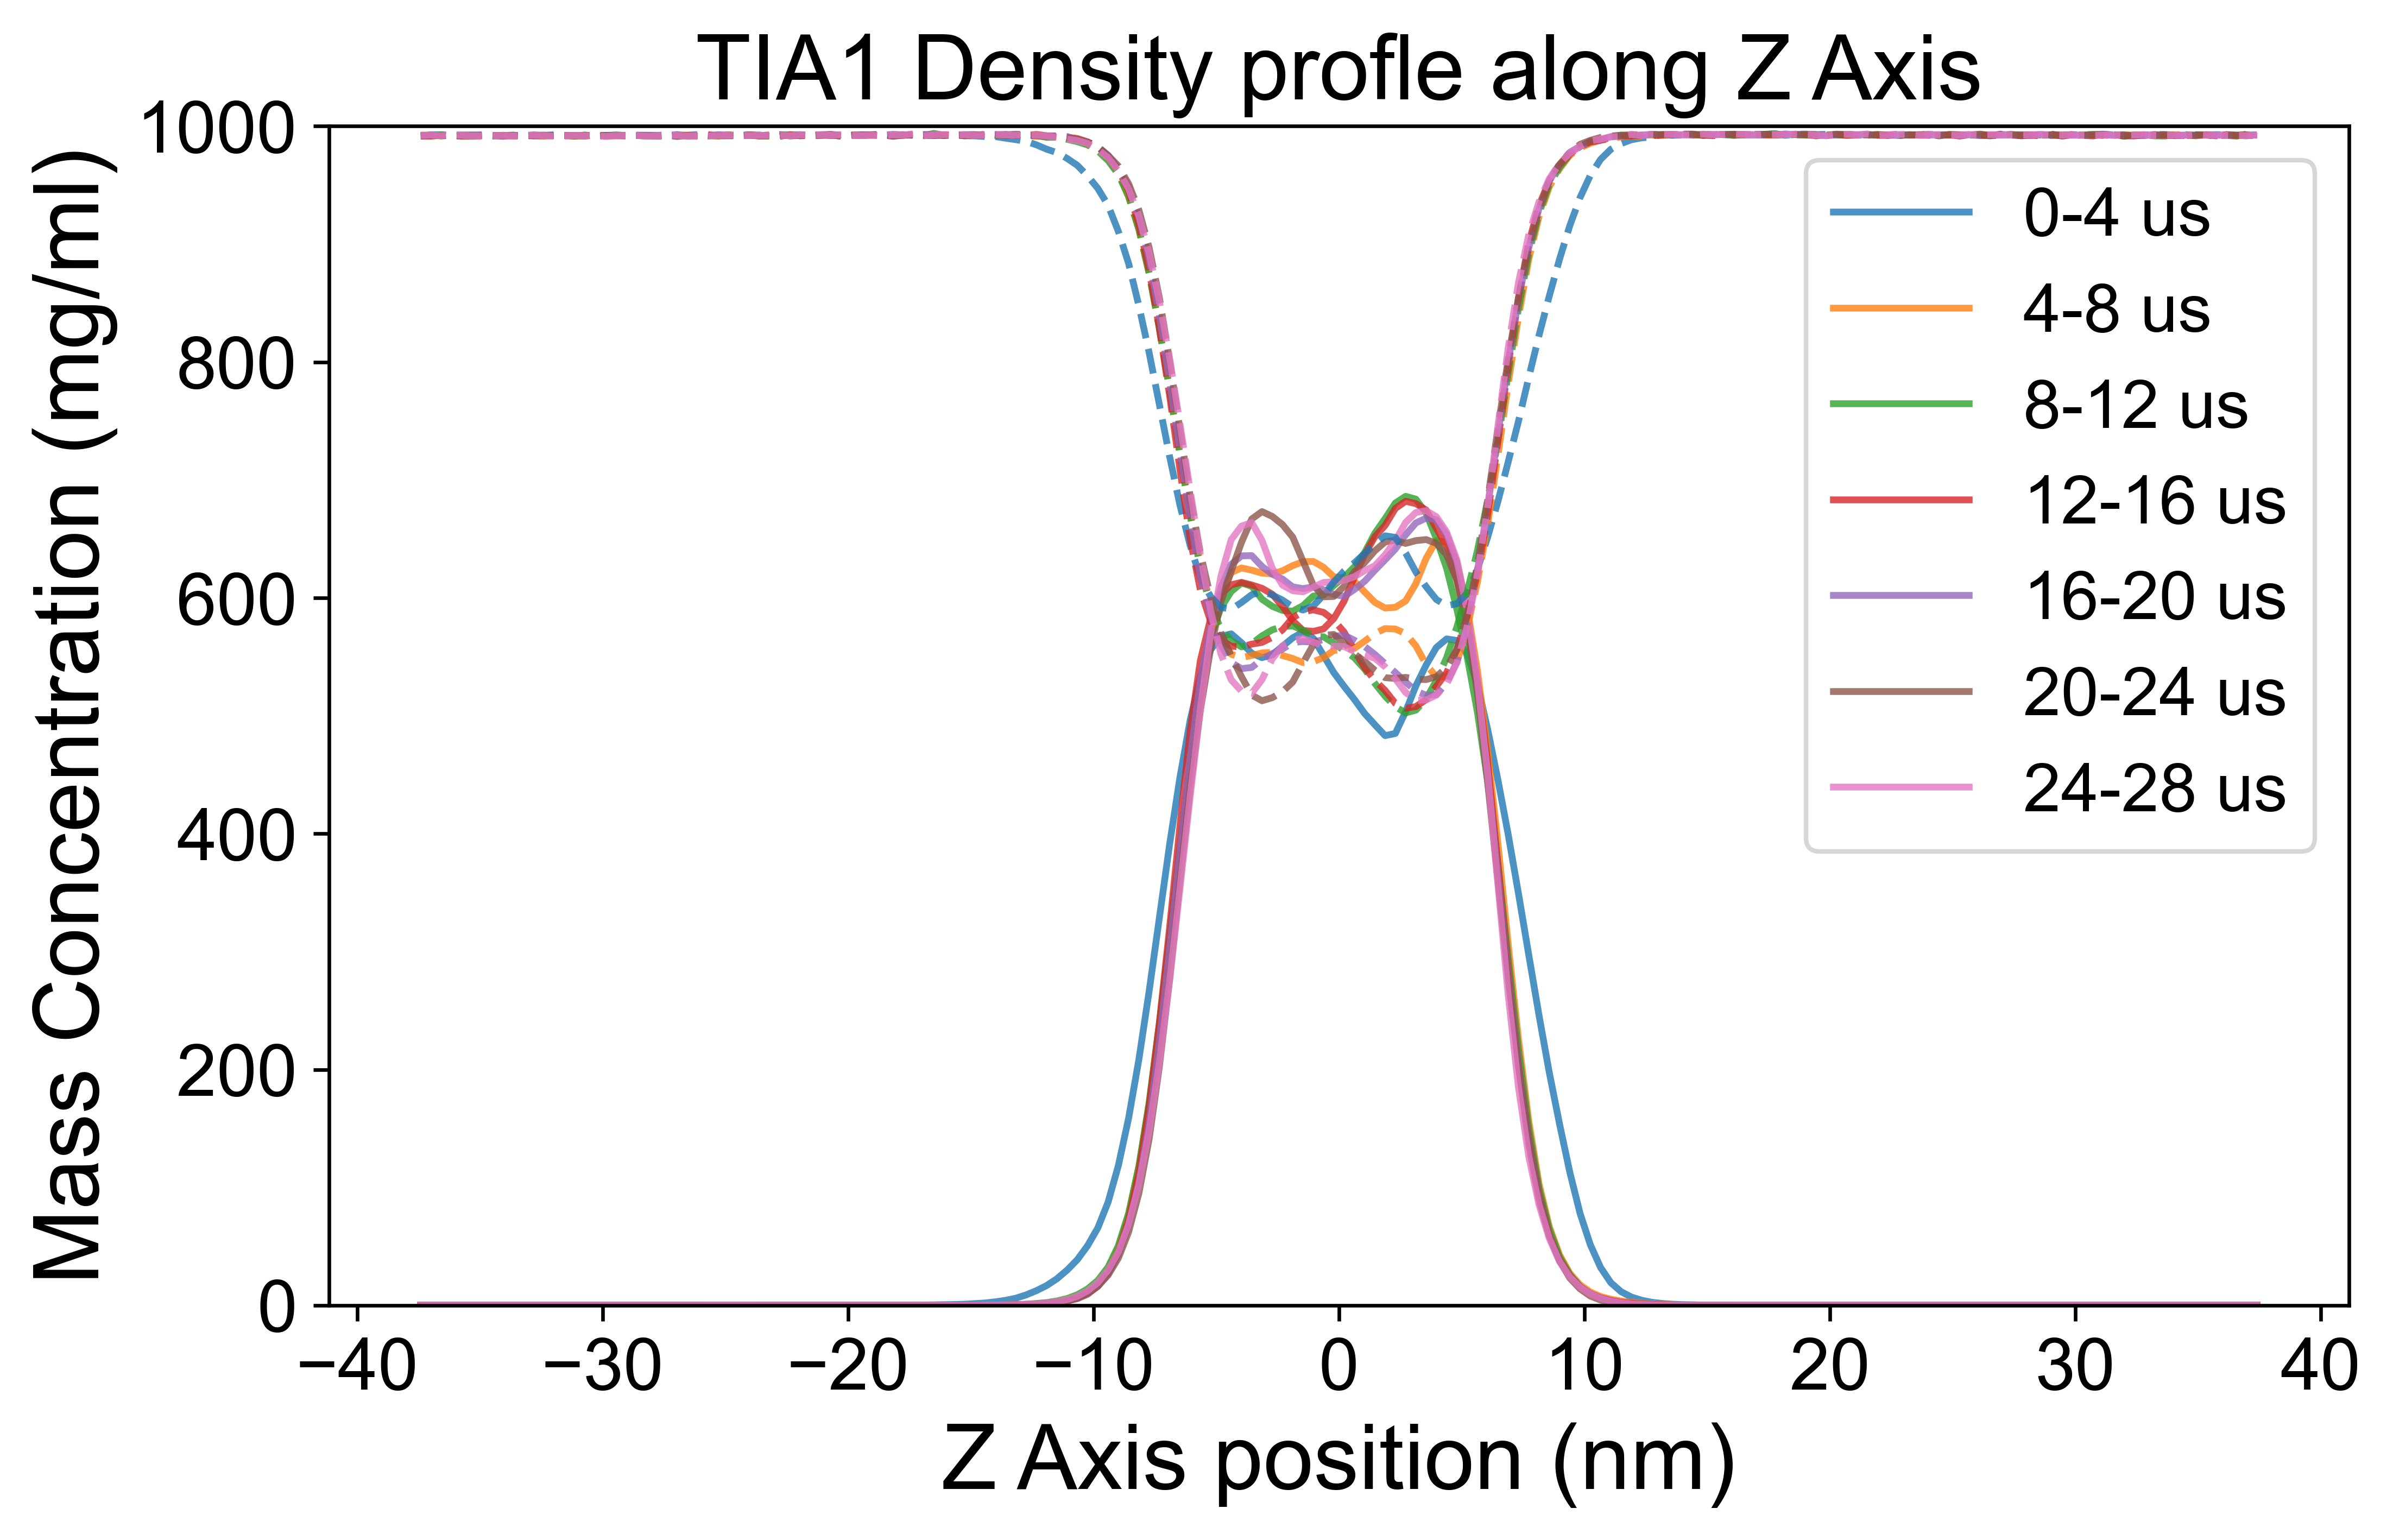 TIA1 Density profle along Z Axis
Mass Concentration (mg/ml)
1000
800
600
400
200
0
−40 −30 −20 −10 0 10 20 30 40
Z Axis position (nm)
0-4 us
4-8 us
8-12 us
12-16 us
16-20 us
20-24 us
24-28 us